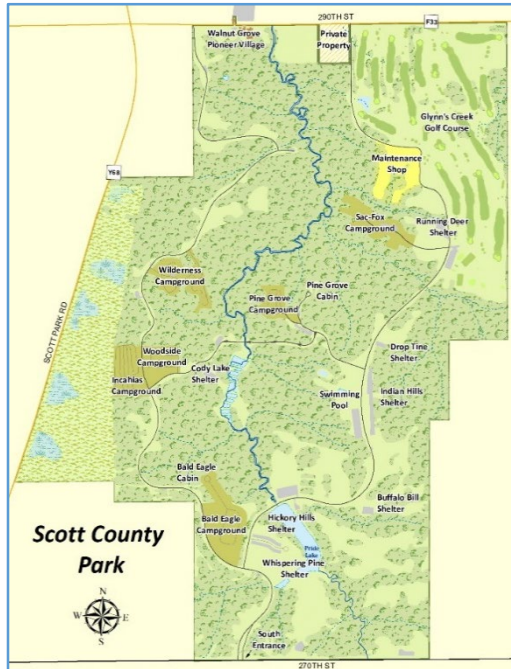 290TH ST
F33
Walnut Grove
Pioneer Village
Private
Property
Glynn's Creek
Golf Course
Maintenance
Shop
Y68
Sac-Fox
Campground
Running Deer
Shelter
SCOTT PARK RD
Wilderness
Campground
Pine Grove
Cabin
Pine Grove
Campground
Woodside
Campground
Drop Tine
Shelter
Cody Lake
Shelter
Incahias
Campground
Swimming
Pool
Indian Hills
Shelter
Bald Eagle
Cabin
Buffalo Bill
Shelter
Bald Eagle
Campground
Hickory Hills
Shelter
Scott County
Park
Pride
Lake
Whispering Pine
Shelter
N
W
E
S
South
Entrance
270TH ST